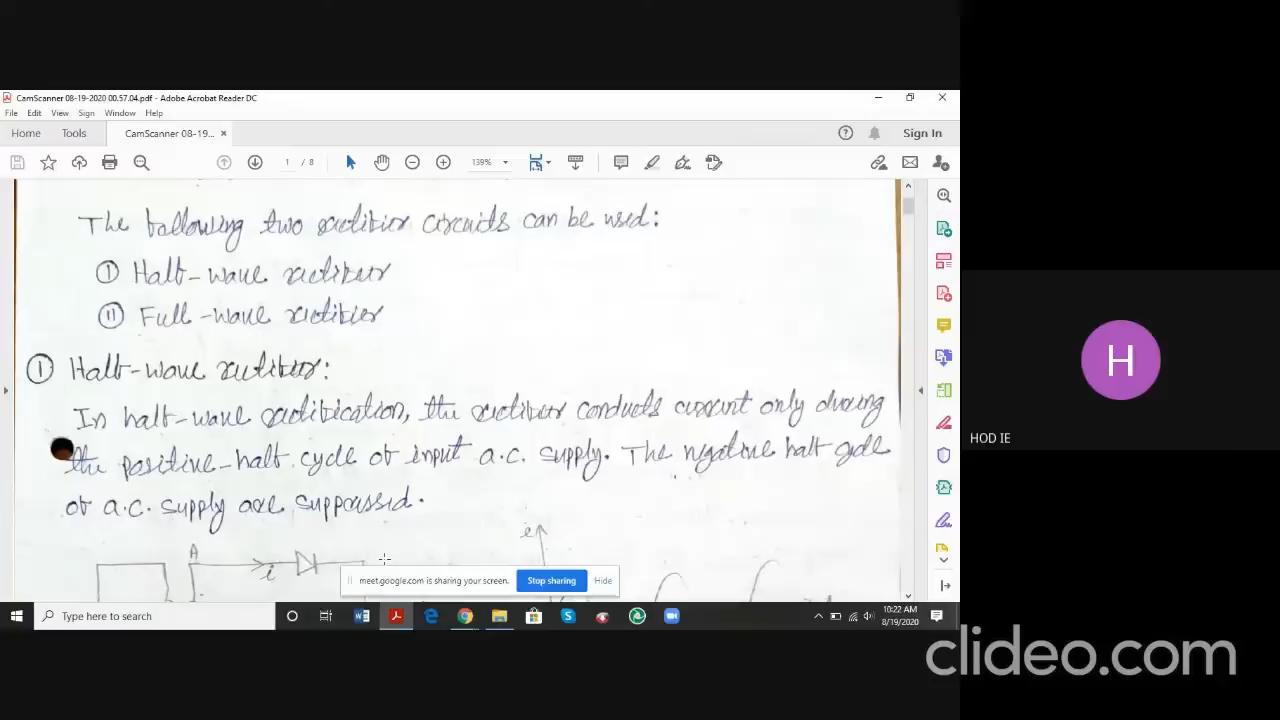 CamScanner 08-19-2020 00.57.04.pdf - Adobe Acrobat Reader DC
File Edit View Sign Window Help
Home Tools CamScanner 08-19... × Sign In
1 / 8 139%
The following two rectifier circuits can be used:
I Half-wave rectifier
II Full-wave rectifier
I Half-wave rectifier:
In half-wave rectification, the rectifier conducts current only during
the positive-half cycle of input a.c. supply. The negative half cycle
of a.c. supply are suppressed.
A
i
e
meet.google.com is sharing your screen. Stop sharing Hide
Type here to search
10:22 AM
8/19/2020
H
HOD IE
clideo.com